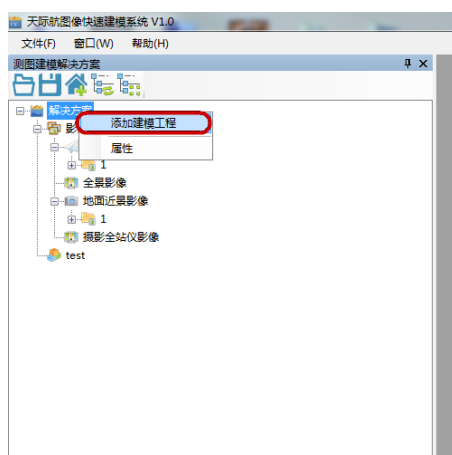 天际航图像快速建模系统 V1.0
文件(F) 窗口(W) 帮助(H)
测图建模解决方案
解决方案
添加建模工程
影
属性
1
全景影像
地面近景影像
1
摄影全站仪影像
test